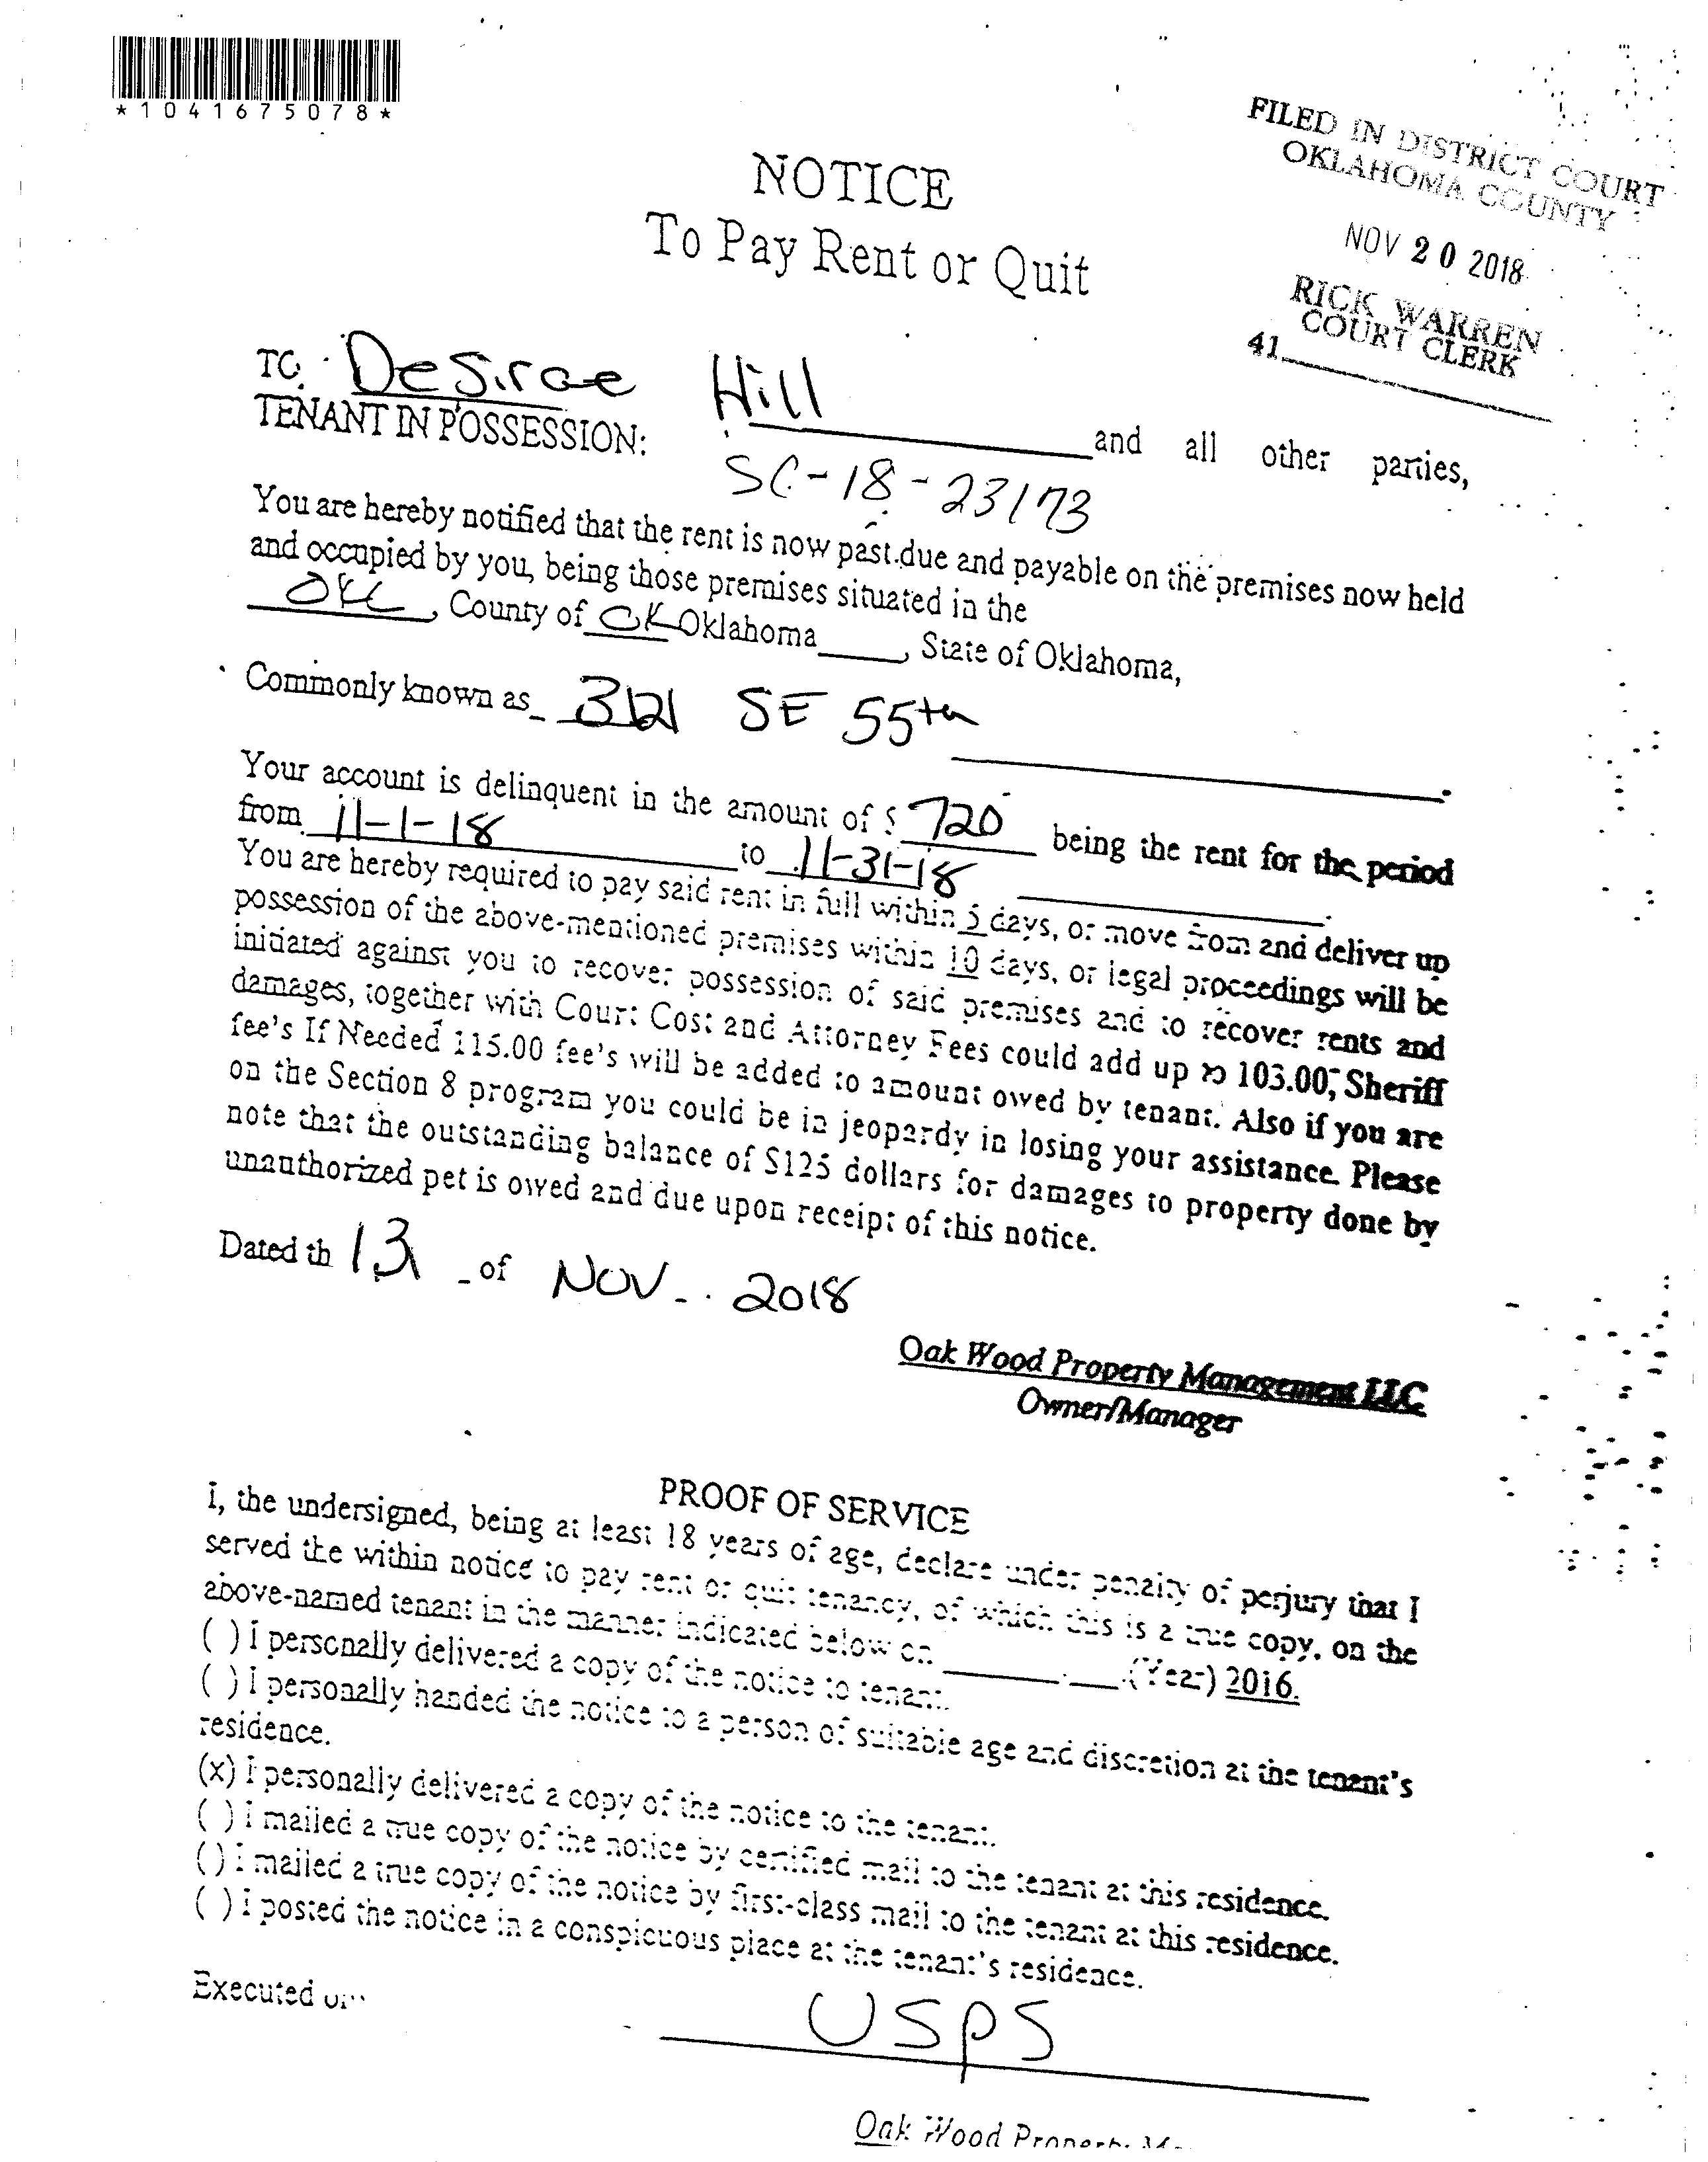 *1041675078*
FILED IN DISTRICT COURT
OKLAHOMA COUNTY
NOV 20 2018
RICK WARREN
COURT CLERK
41
NOTICE
To Pay Rent or Quit
TO: Desirae Hill
TENANT IN POSSESSION: and all other parties,
SC-18-23173
You are hereby notified that the rent is now past due and payable on the premises now held
and occupied by you, being those premises situated in the
OKC, County of OK Oklahoma____, State of Oklahoma,
Commonly known as 3121 SE 55th.
Your account is delinquent in the amount of $ 720 being the rent for the period
from 11-1-18 to 11-31-18.
You are hereby required to pay said rent in full within 5 days, or move from and deliver up
possession of the above-mentioned premises within 10 days, or legal proceedings will be
initiated against you to recover possession of said premises and to recover rents and
damages, together with Court Cost and Attorney Fees could add up to 103.00, Sheriff
fee's If Needed 115.00 fee's will be added to amount owed by tenant. Also if you are
on the Section 8 program you could be in jeopardy in losing your assistance. Please
note that the outstanding balance of $125 dollars for damages to property done by
unauthorized pet is owed and due upon receipt of this notice.
Dated th 13 of NOV. 2018
Oak Wood Property Management LLC
Owner/Manager
PROOF OF SERVICE
I, the undersigned, being at least 18 years of age, declare under penalty of perjury that I
served the within notice to pay rent or quit tenancy, of which this is a true copy, on the
above-named tenant in the manner indicated below on ________ (Year) 2016.
( ) I personally delivered a copy of the notice to tenant.
( ) I personally handed the notice to a person of suitable age and discretion at the tenant's
residence.
(x) I personally delivered a copy of the notice to the tenant.
( ) I mailed a true copy of the notice by certified mail to the tenant at this residence.
( ) I mailed a true copy of the notice by first-class mail to the tenant at this residence.
( ) I posted the notice in a conspicuous place at the tenant's residence.
Executed
USPS
Oak Wood